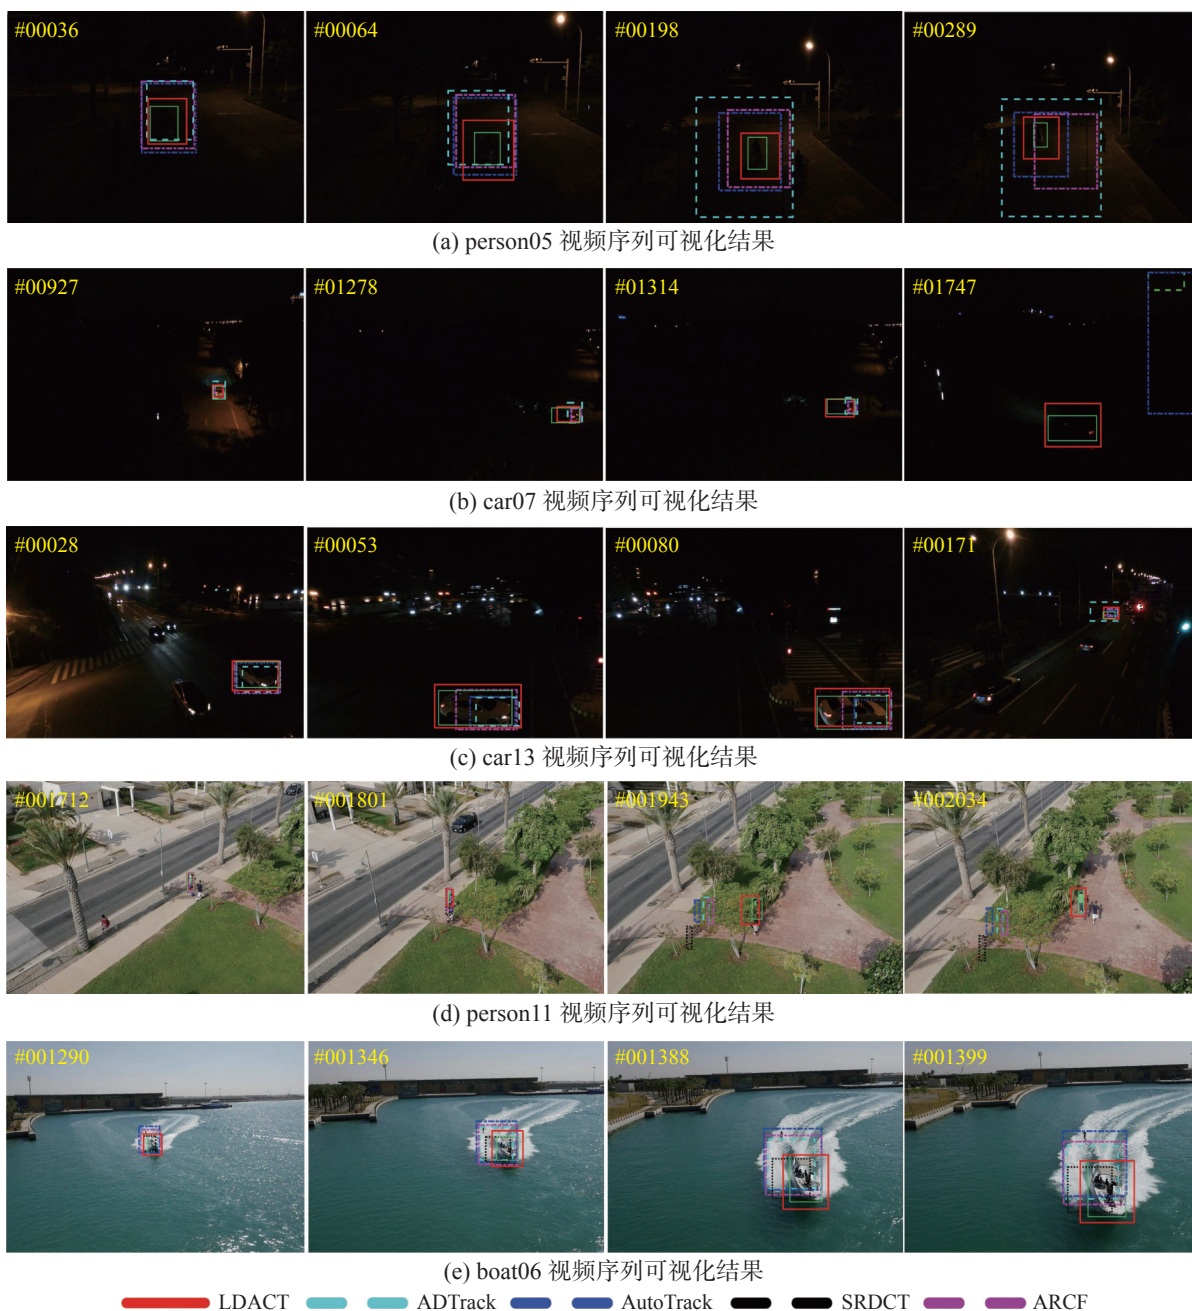 #00036 #00064 #00198 #00289
(a) person05 视频序列可视化结果
#00927 #01278 #01314 #01747
(b) car07 视频序列可视化结果
#00028 #00053 #00080 #00171
(c) car13 视频序列可视化结果
#001712 #001801 #001943 #002034
(d) person11 视频序列可视化结果
#001290 #001346 #001388 #001399
(e) boat06 视频序列可视化结果
LDACT ADTrack AutoTrack SRDCT ARCF